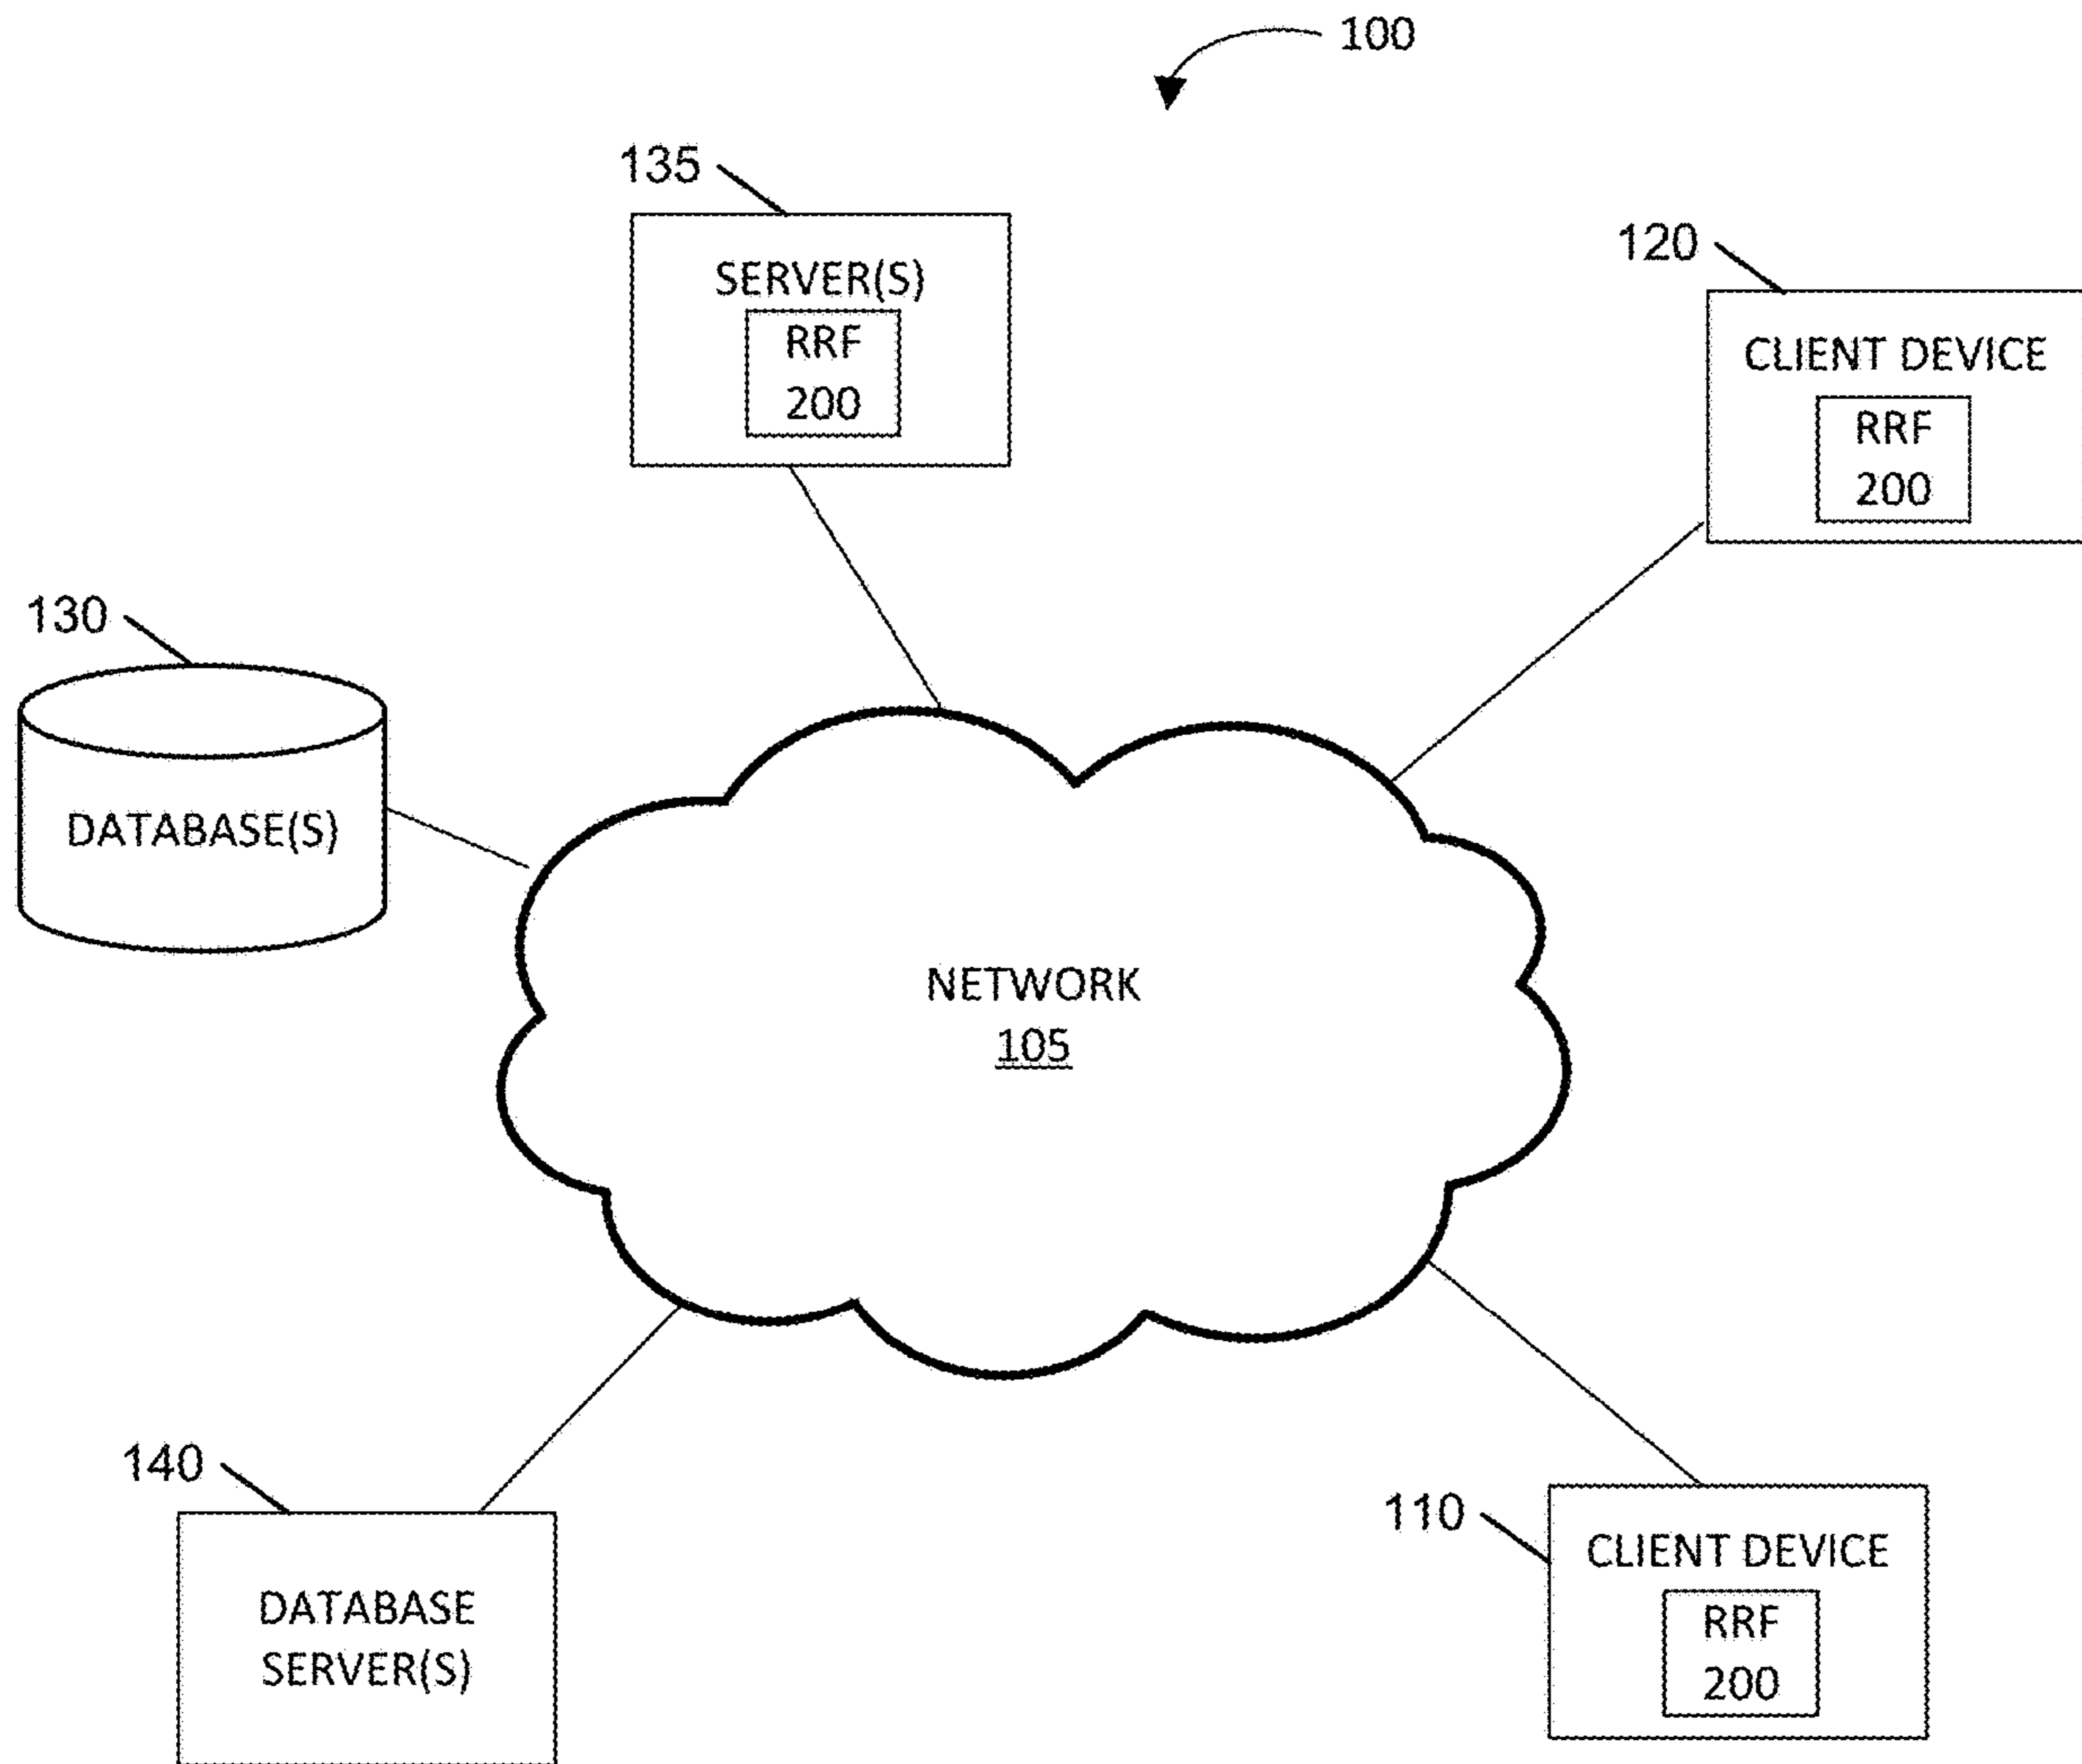 100
135
SERVER(S)
RRF
200
120
CLIENT DEVICE
RRF
200
130
DATABASE(S)
NETWORK
105
140
DATABASE
SERVER(S)
110
CLIENT DEVICE
RRF
200